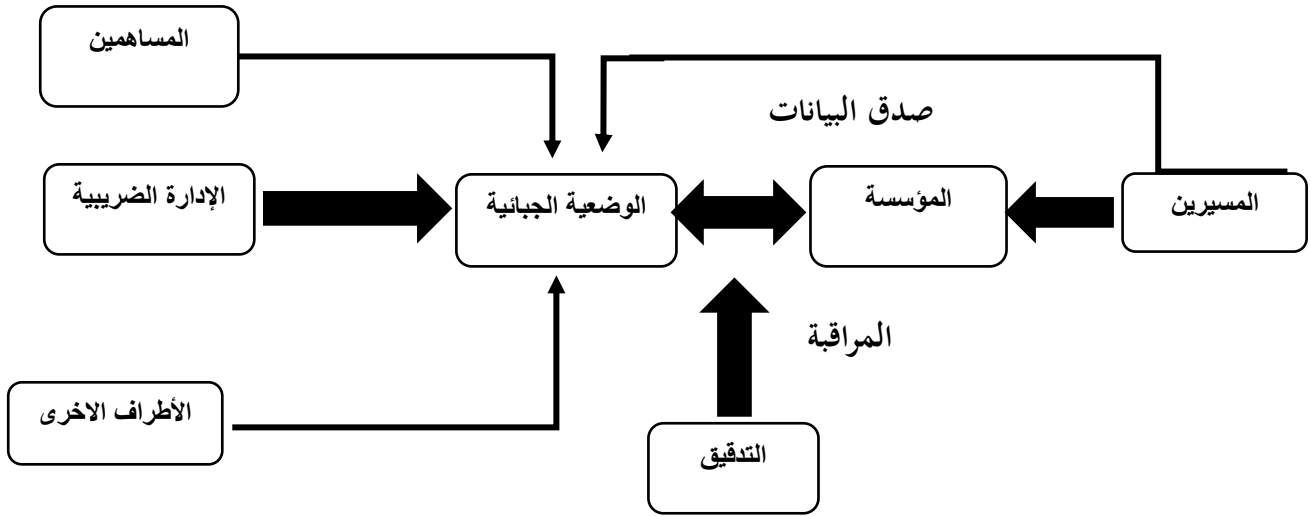 المساهمين
صدق البيانات
المسيرين
المؤسسة
الوضعية الجبائية
الإدارة الضريبية
المراقبة
الأطراف الاخرى
التدقيق